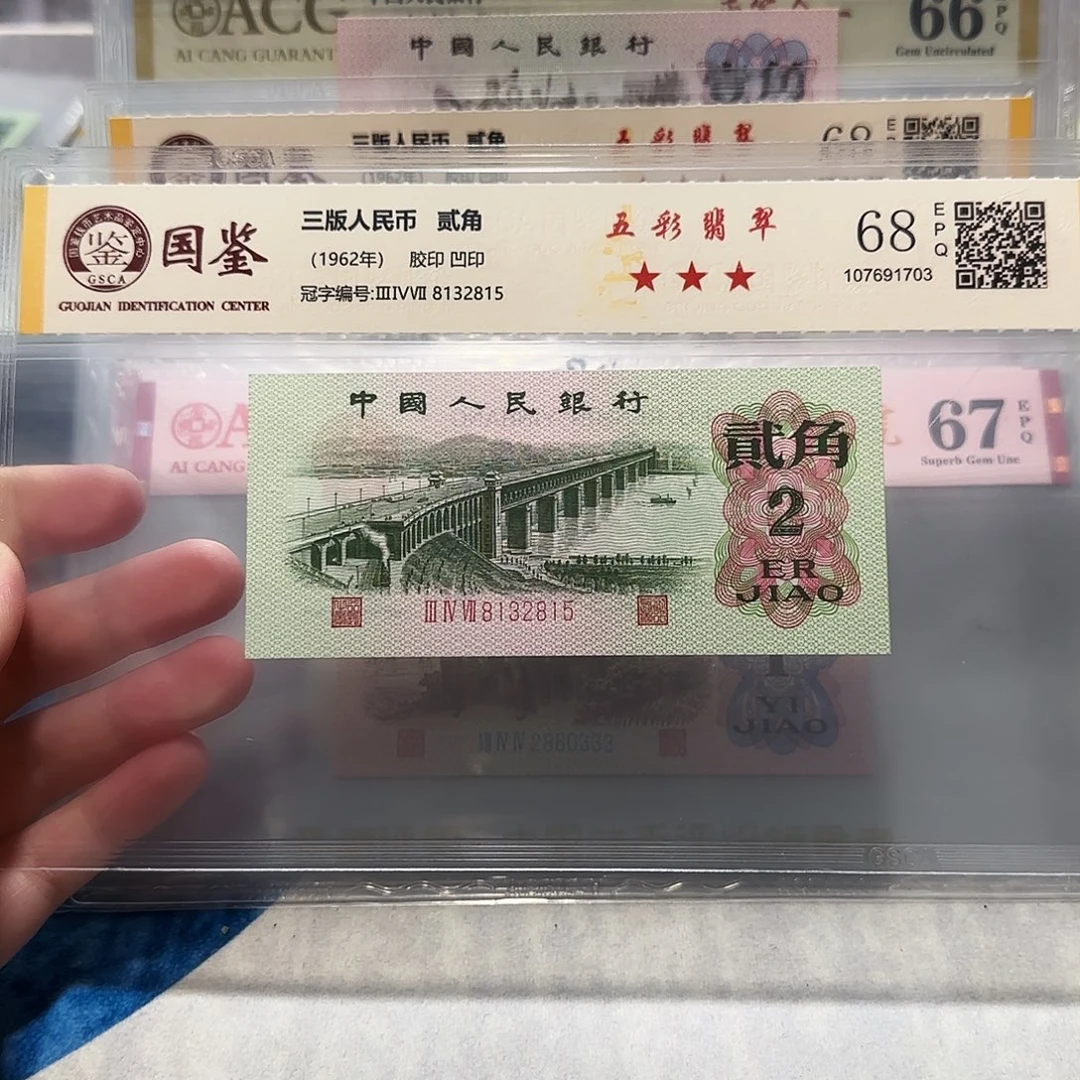 ACG
AI CANG GUARANT
中國人民銀行
66
EPQ
Gem Uncirculated
三版人民币 贰角
五彩翡翠
68
国鉴
GSCA
GUOJIAN IDENTIFICATION CENTER
三版人民币 贰角
(1962年) 胶印 凹印
冠字编号:ⅢⅣⅦ 8132815
五彩翡翠
★★★
68
EPQ
107691703
AI CANG
67
EPQ
Superb Gem Unc
中國人民銀行
貳角
2
ER
JIAO
ⅢⅣⅦ8132815
YI
JIAO
ⅢⅣⅣ2880333